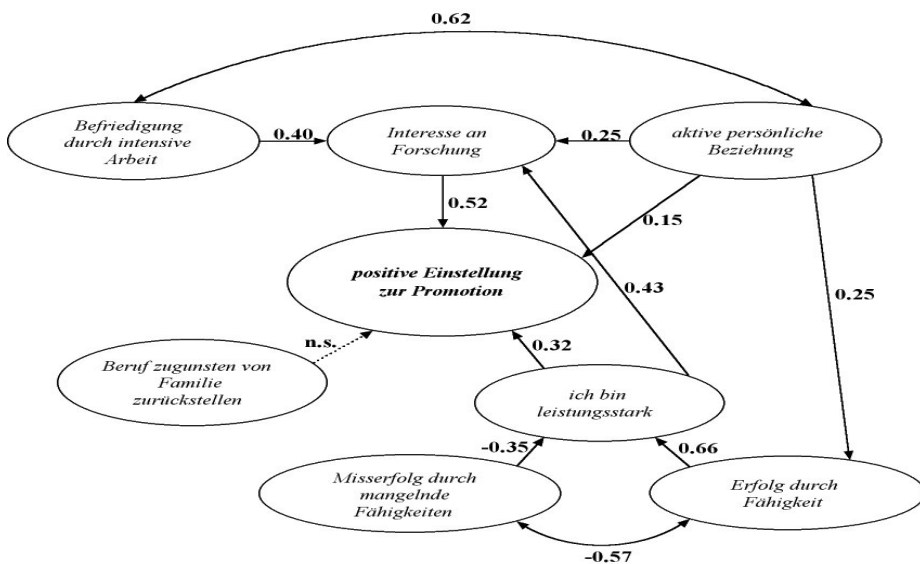 0.62
Befriedigung
durch intensive
Arbeit
0.40
Interesse an
Forschung
0.25
aktive persönliche
Beziehung
0.52
0.15
positive Einstellung
zur Promotion
0.43
0.25
n.s.
Beruf zugunsten von
Familie
zurückstellen
0.32
ich bin
leistungsstark
-0.35
0.66
Misserfolg durch
mangelnde
Fähigkeiten
Erfolg durch
Fähigkeit
-0.57